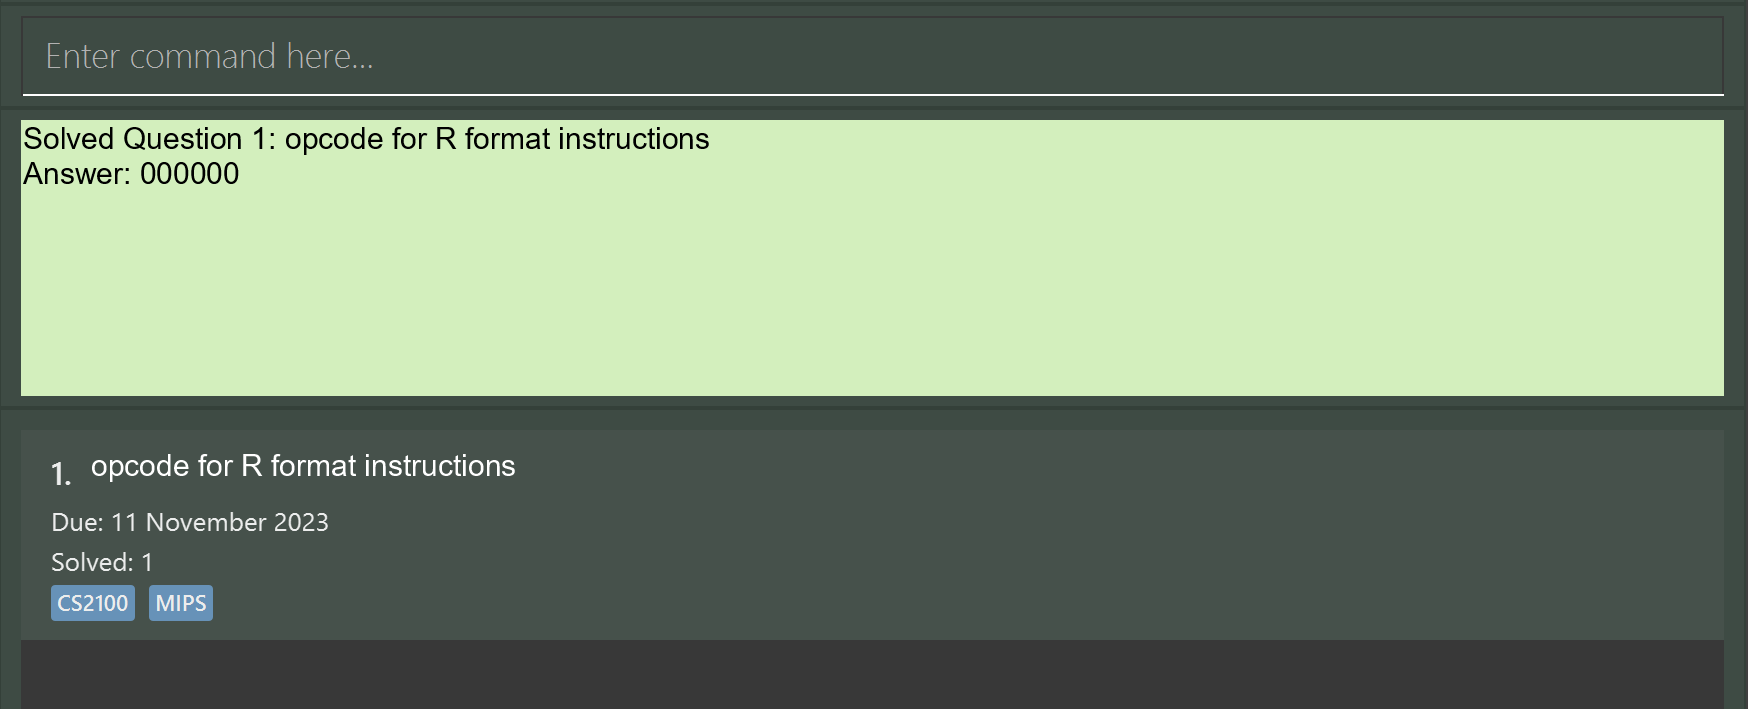 Enter command here...
Solved Question 1: opcode for R format instructions
Answer: 000000
1. opcode for R format instructions
Due: 11 November 2023
Solved: 1
CS2100 MIPS